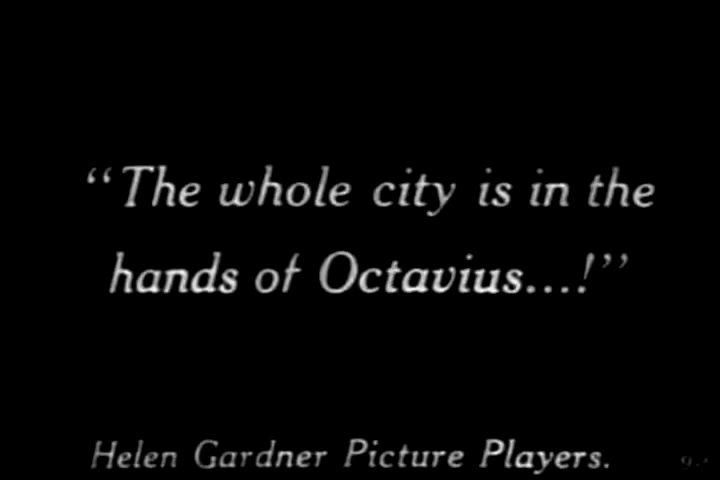 “The whole city is in the
hands of Octavius....!”
Helen Gardner Picture Players.